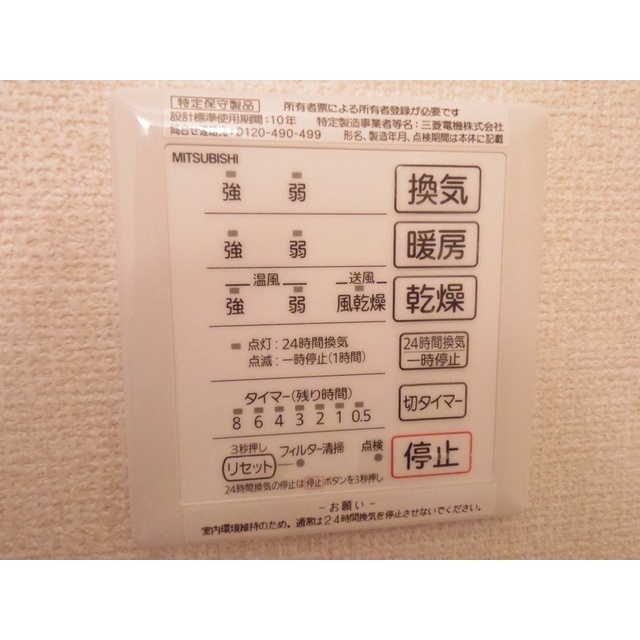 特定保守製品 所有者票による所有者登録が必要です
設計標準使用期間:10年 特定製造事業者等名:三菱電機株式会社
問合せ連絡先:0120-490-499 形名、製造年月、点検期間は本体に記載
MITSUBISHI
強 弱 換気
強 弱 暖房
温風 送風
強 弱 風乾燥 乾燥
点灯:24時間換気
点滅:一時停止(1時間)
24時間換気
一時停止
タイマー(残り時間)
8 6 4 3 2 1 0.5
切タイマー
3秒押し フィルター清掃 点検
リセット
停止
24時間換気の停止は停止ボタンを3秒押し
-お願い-
室内環境維持のため、通常は24時間換気を停止させないでください。